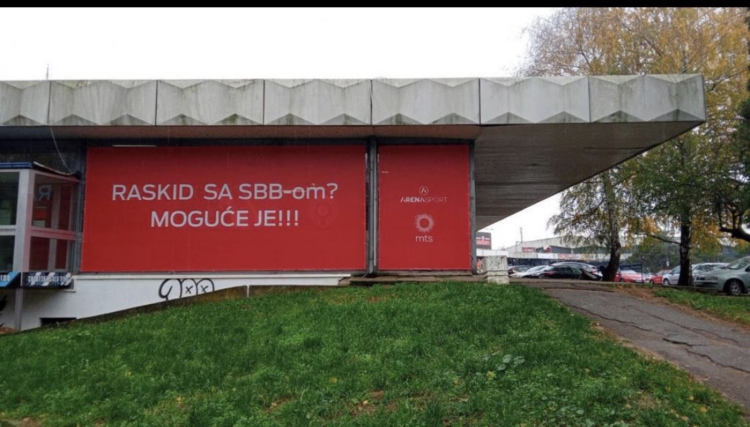 RASKID SA SBB-om?
MOGUĆE JE!!!
ARENASPORT
mts